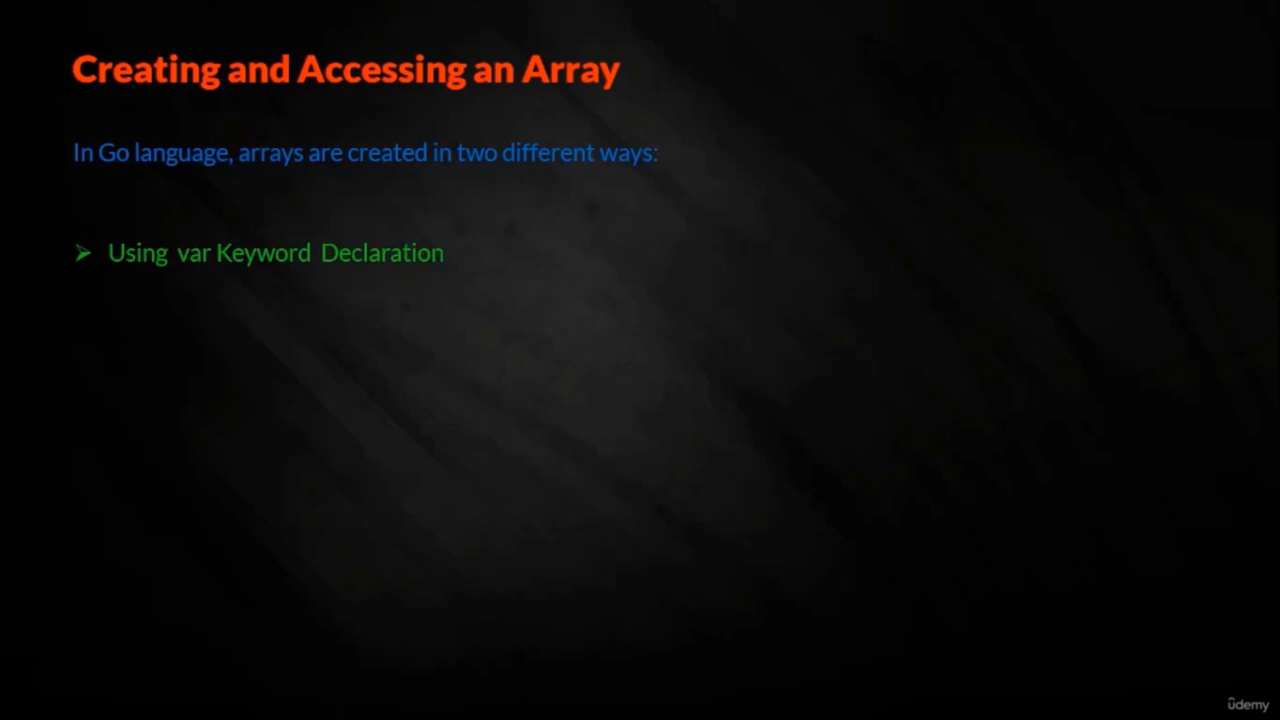 Creating and Accessing an Array
In Go language, arrays are created in two different ways:
➢ Using var Keyword Declaration
ûdemy